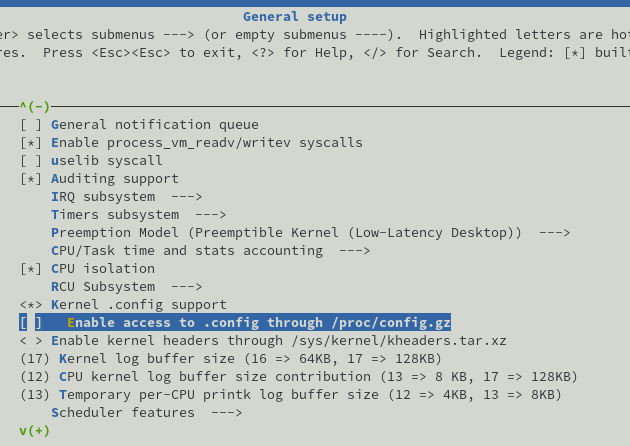 General setup
er> selects submenus ---> (or empty submenus ----).  Highlighted letters are ho
res.  Press <Esc><Esc> to exit, <?> for Help, </> for Search.  Legend: [*] buil
^(-)
[ ] General notification queue
[*] Enable process_vm_readv/writev syscalls
[ ] uselib syscall
[*] Auditing support
IRQ subsystem  --->
Timers subsystem  --->
Preemption Model (Preemptible Kernel (Low-Latency Desktop))  --->
CPU/Task time and stats accounting  --->
[*] CPU isolation
RCU Subsystem  --->
<*> Kernel .config support
[ ]   Enable access to .config through /proc/config.gz
< > Enable kernel headers through /sys/kernel/kheaders.tar.xz
(17) Kernel log buffer size (16 => 64KB, 17 => 128KB)
(12) CPU kernel log buffer size contribution (13 => 8 KB, 17 => 128KB)
(13) Temporary per-CPU printk log buffer size (12 => 4KB, 13 => 8KB)
Scheduler features  --->
v(+)